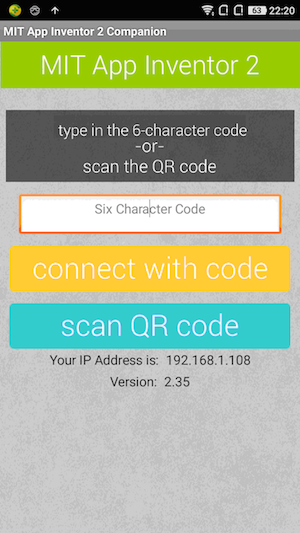 63 22:20
MIT App Inventor 2 Companion
MIT App Inventor 2
type in the 6-character code
-or-
scan the QR code
Six Character Code
connect with code
scan QR code
Your IP Address is: 192.168.1.108
Version: 2.35